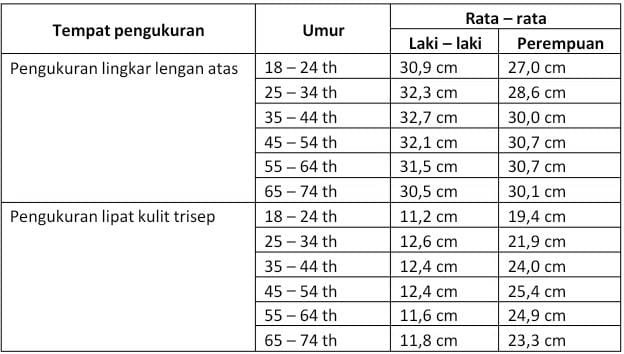 Tempat pengukuran Umur Rata – rata
Laki – laki Perempuan
Pengukuran lingkar lengan atas 18 – 24 th 30,9 cm 27,0 cm
25 – 34 th 32,3 cm 28,6 cm
35 – 44 th 32,7 cm 30,0 cm
45 – 54 th 32,1 cm 30,7 cm
55 – 64 th 31,5 cm 30,7 cm
65 – 74 th 30,5 cm 30,1 cm
Pengukuran lipat kulit trisep 18 – 24 th 11,2 cm 19,4 cm
25 – 34 th 12,6 cm 21,9 cm
35 – 44 th 12,4 cm 24,0 cm
45 – 54 th 12,4 cm 25,4 cm
55 – 64 th 11,6 cm 24,9 cm
65 – 74 th 11,8 cm 23,3 cm